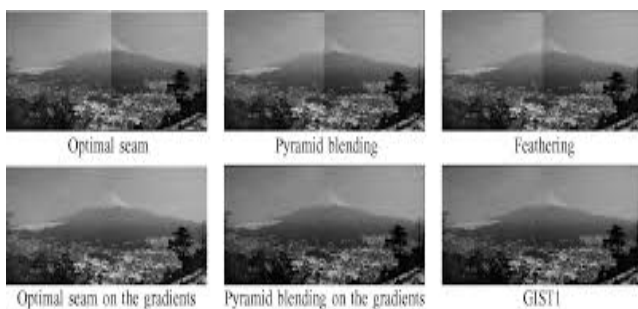 Optimal seam
Pyramid blending
Feathering
Optimal seam on the gradients
Pyramid blending on the gradients
GIST1